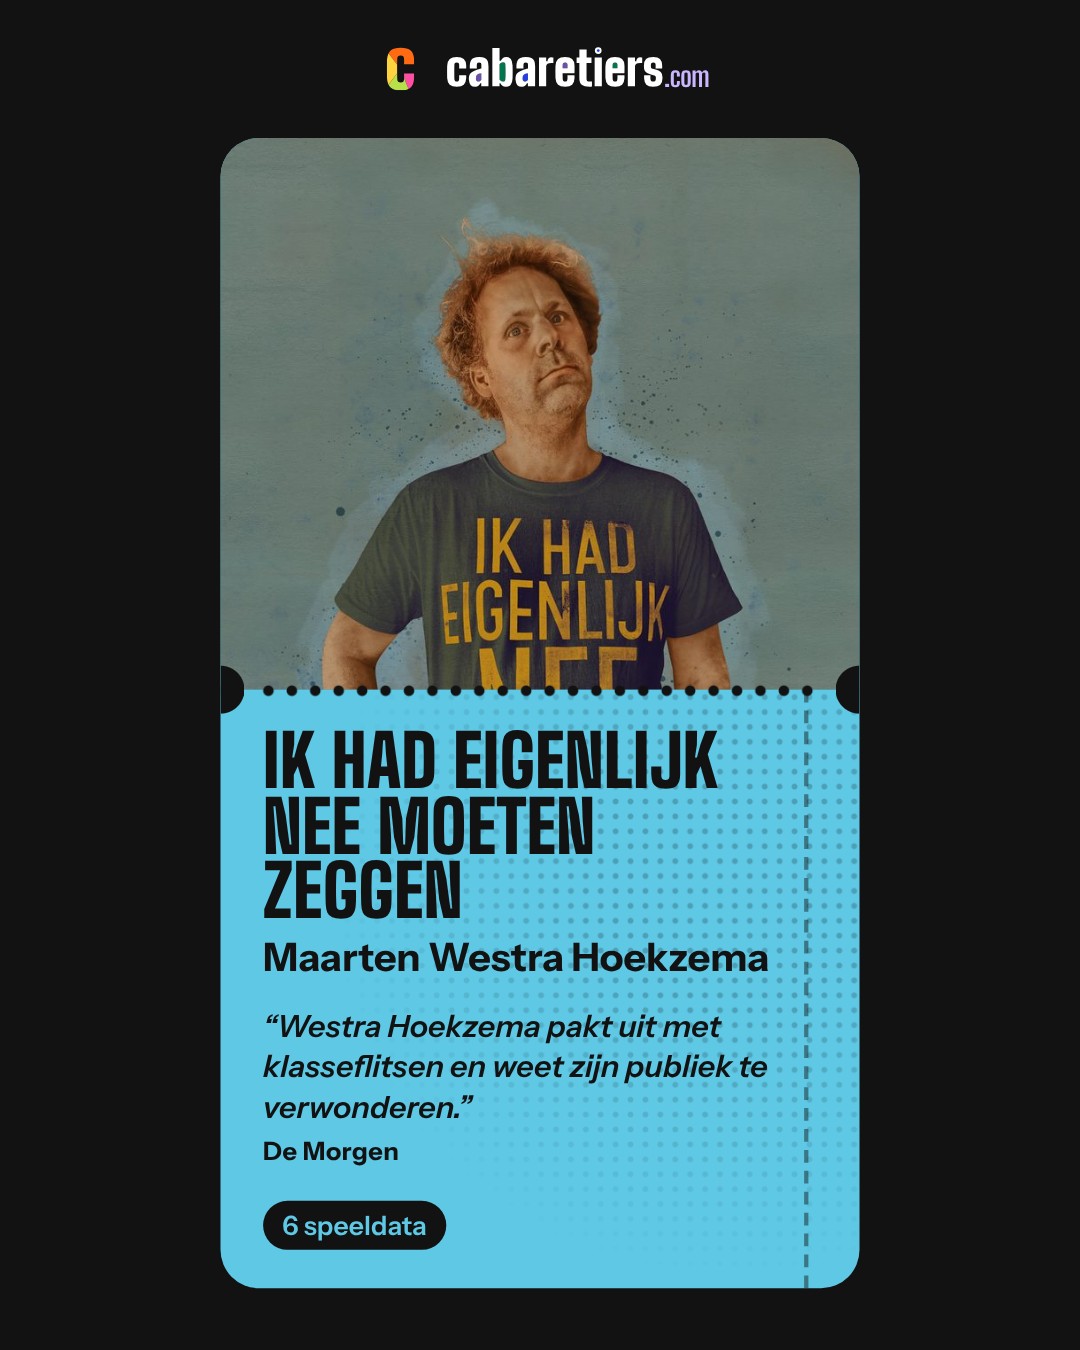 cabaretiers.com
IK HAD
EIGENLIJK
NEE
IK HAD EIGENLIJK
NEE MOETEN
ZEGGEN
Maarten Westra Hoekzema
“Westra Hoekzema pakt uit met
klasseflitsen en weet zijn publiek te
verwonderen.”
De Morgen
6 speeldata